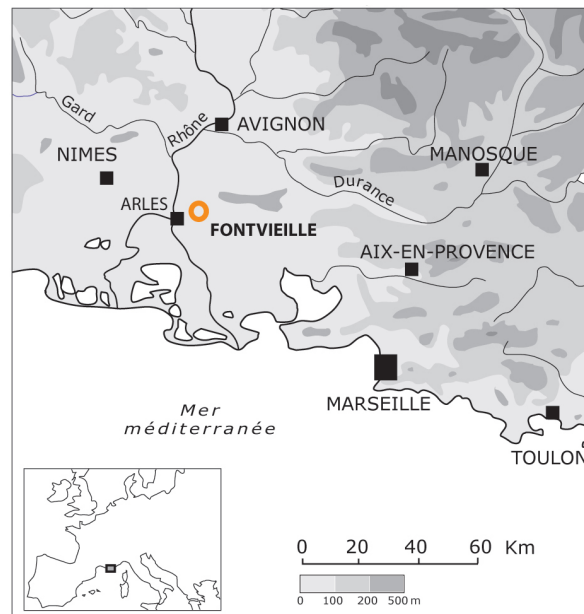 Gard
Rhône
AVIGNON
NIMES
MANOSQUE
Durance
ARLES
FONTVIEILLE
AIX-EN-PROVENCE
MARSEILLE
Mer
méditerranée
TOULON
0 20 40 60 Km
0 100 200 500 m